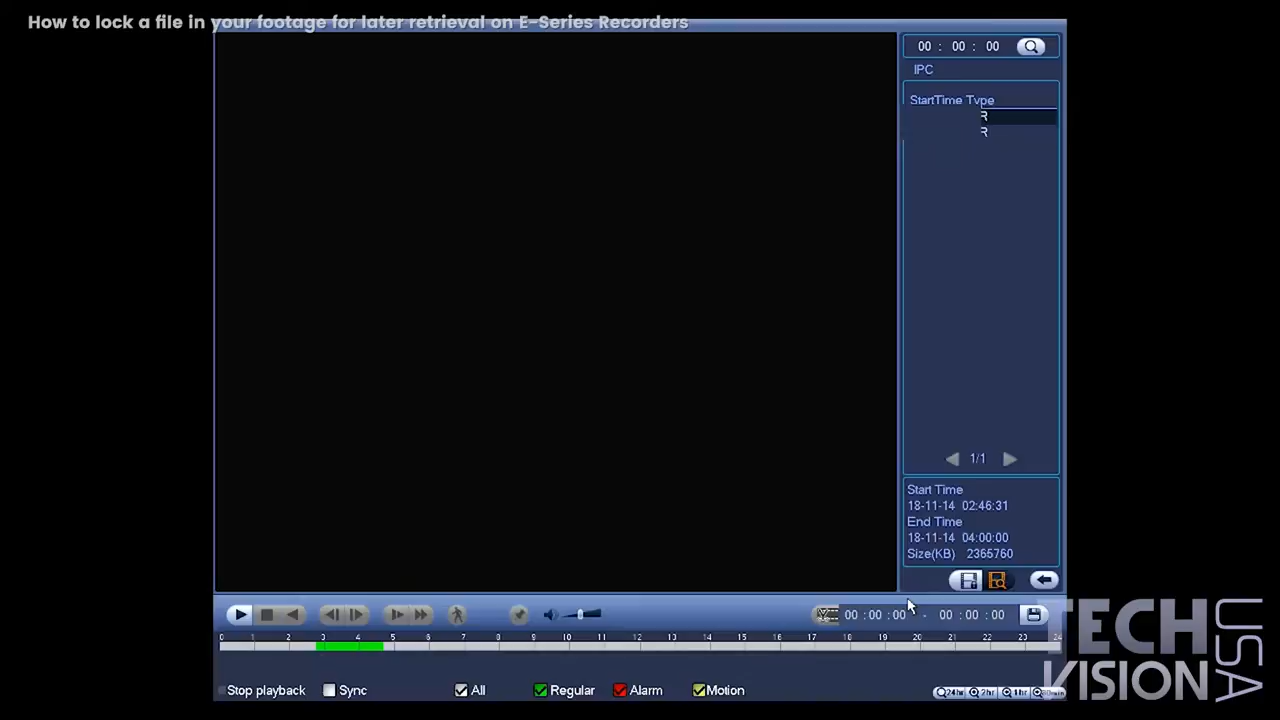 How to lock a file in your footage for later retrieval on E-Series Recorders
00 : 00 : 00
IPC
StartTime Type
R
R
1/1
Start Time
18-11-14 02:46:31
End Time
18-11-14 04:00:00
Size(KB) 2365760
00 :00 :00 - 00 :00 :00
0 1 2 3 4 5 6 7 8 9 10 11 12 13 14 15 16 17 18 19 20 21 22 23 24
Stop playback Sync All Regular Alarm Motion
24hr 2hr 1hr
TECH
VISION
USA